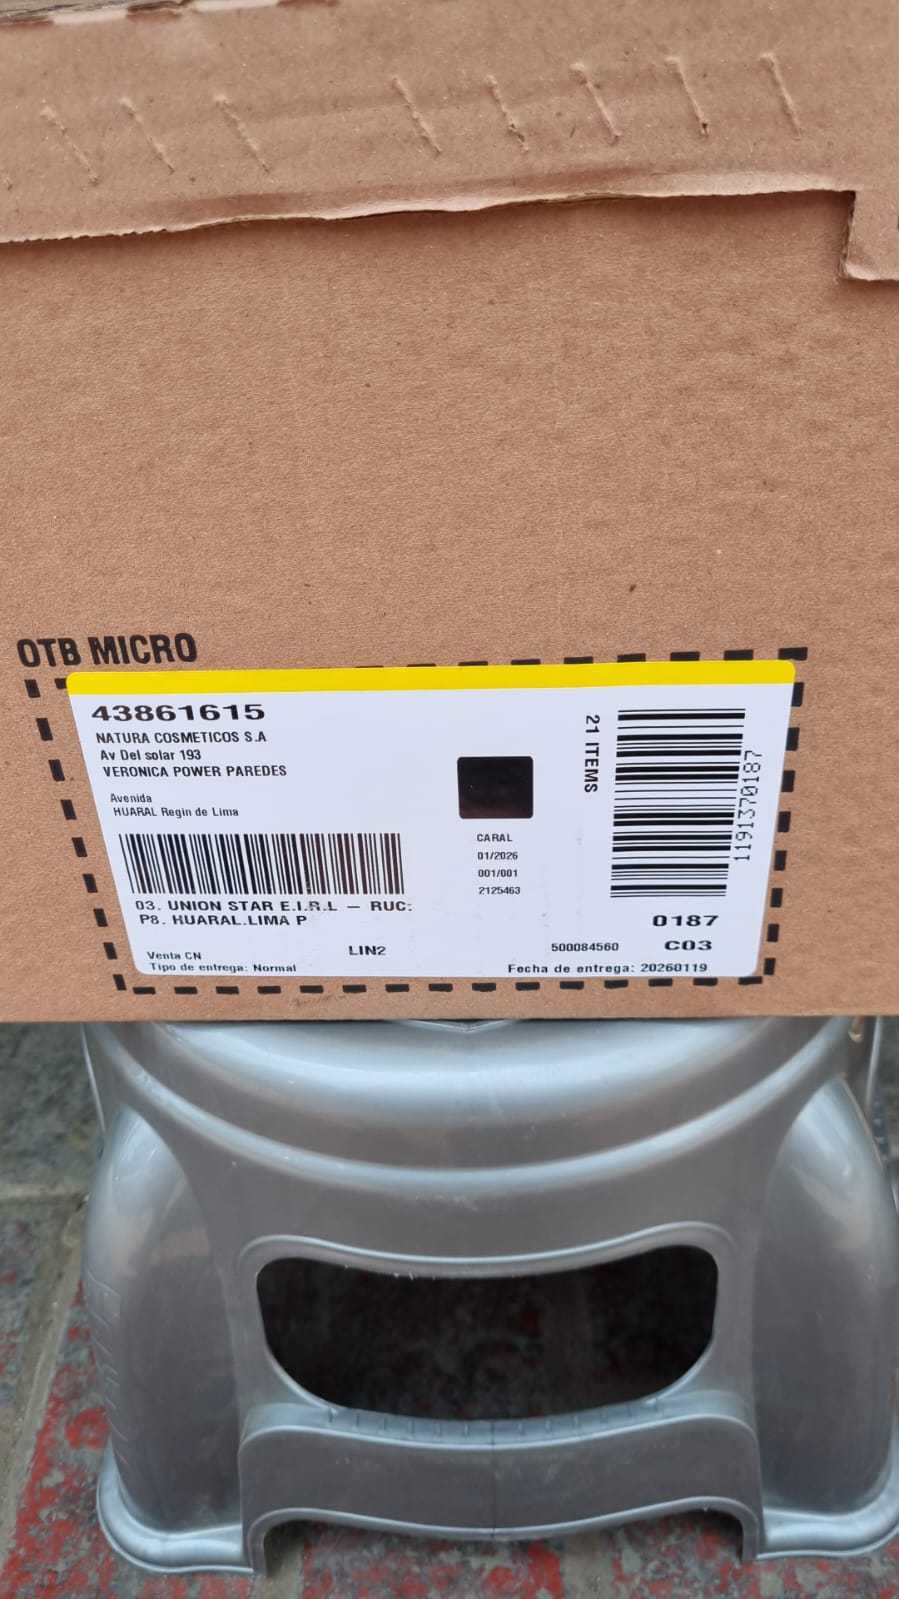 OTB MICRO
43861615
NATURA COSMETICOS S.A
Av Del solar 193
VERONICA POWER PAREDES
Avenida
HUARAL Regin de Lima
21 ITEMS
1191370187
CARAL
01/2026
001/001
2125463
03. UNION STAR E.I.R.L – RUC:
P8. HUARAL.LIMA P
0187
LIN2
500084560
C03
Venta CN
Tipo de entrega: Normal
Fecha de entrega: 20260119